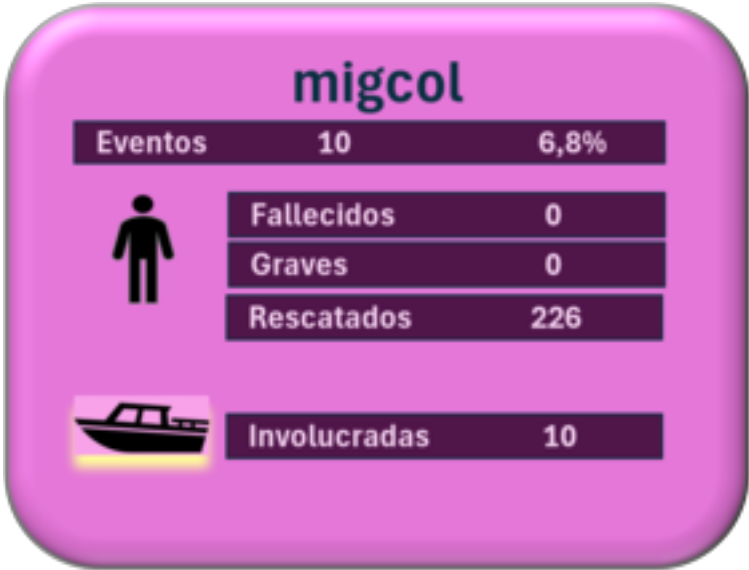 migcol
Eventos 10 6,8%
Fallecidos 0
Graves 0
Rescatados 226
Involucradas 10